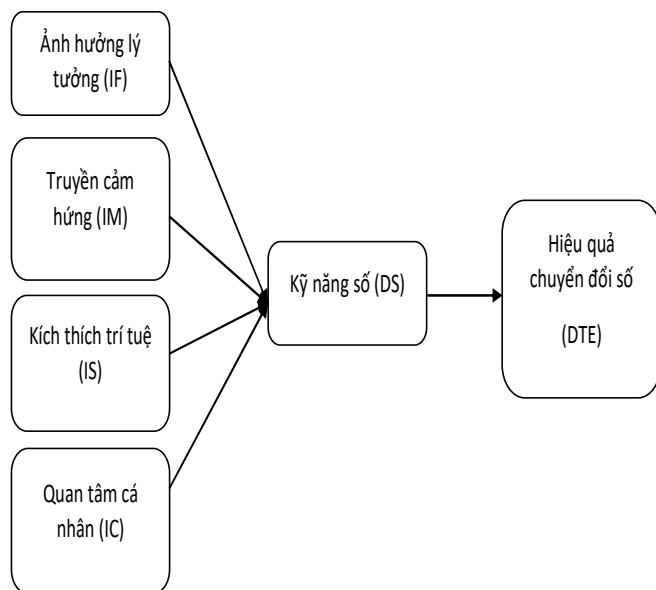 Ảnh hưởng lý
tưởng (IF)
Truyền cảm
hứng (IM)
Kích thích trí tuệ
(IS)
Quan tâm cá
nhân (IC)
Kỹ năng số (DS)
Hiệu quả
chuyển đổi số
(DTE)